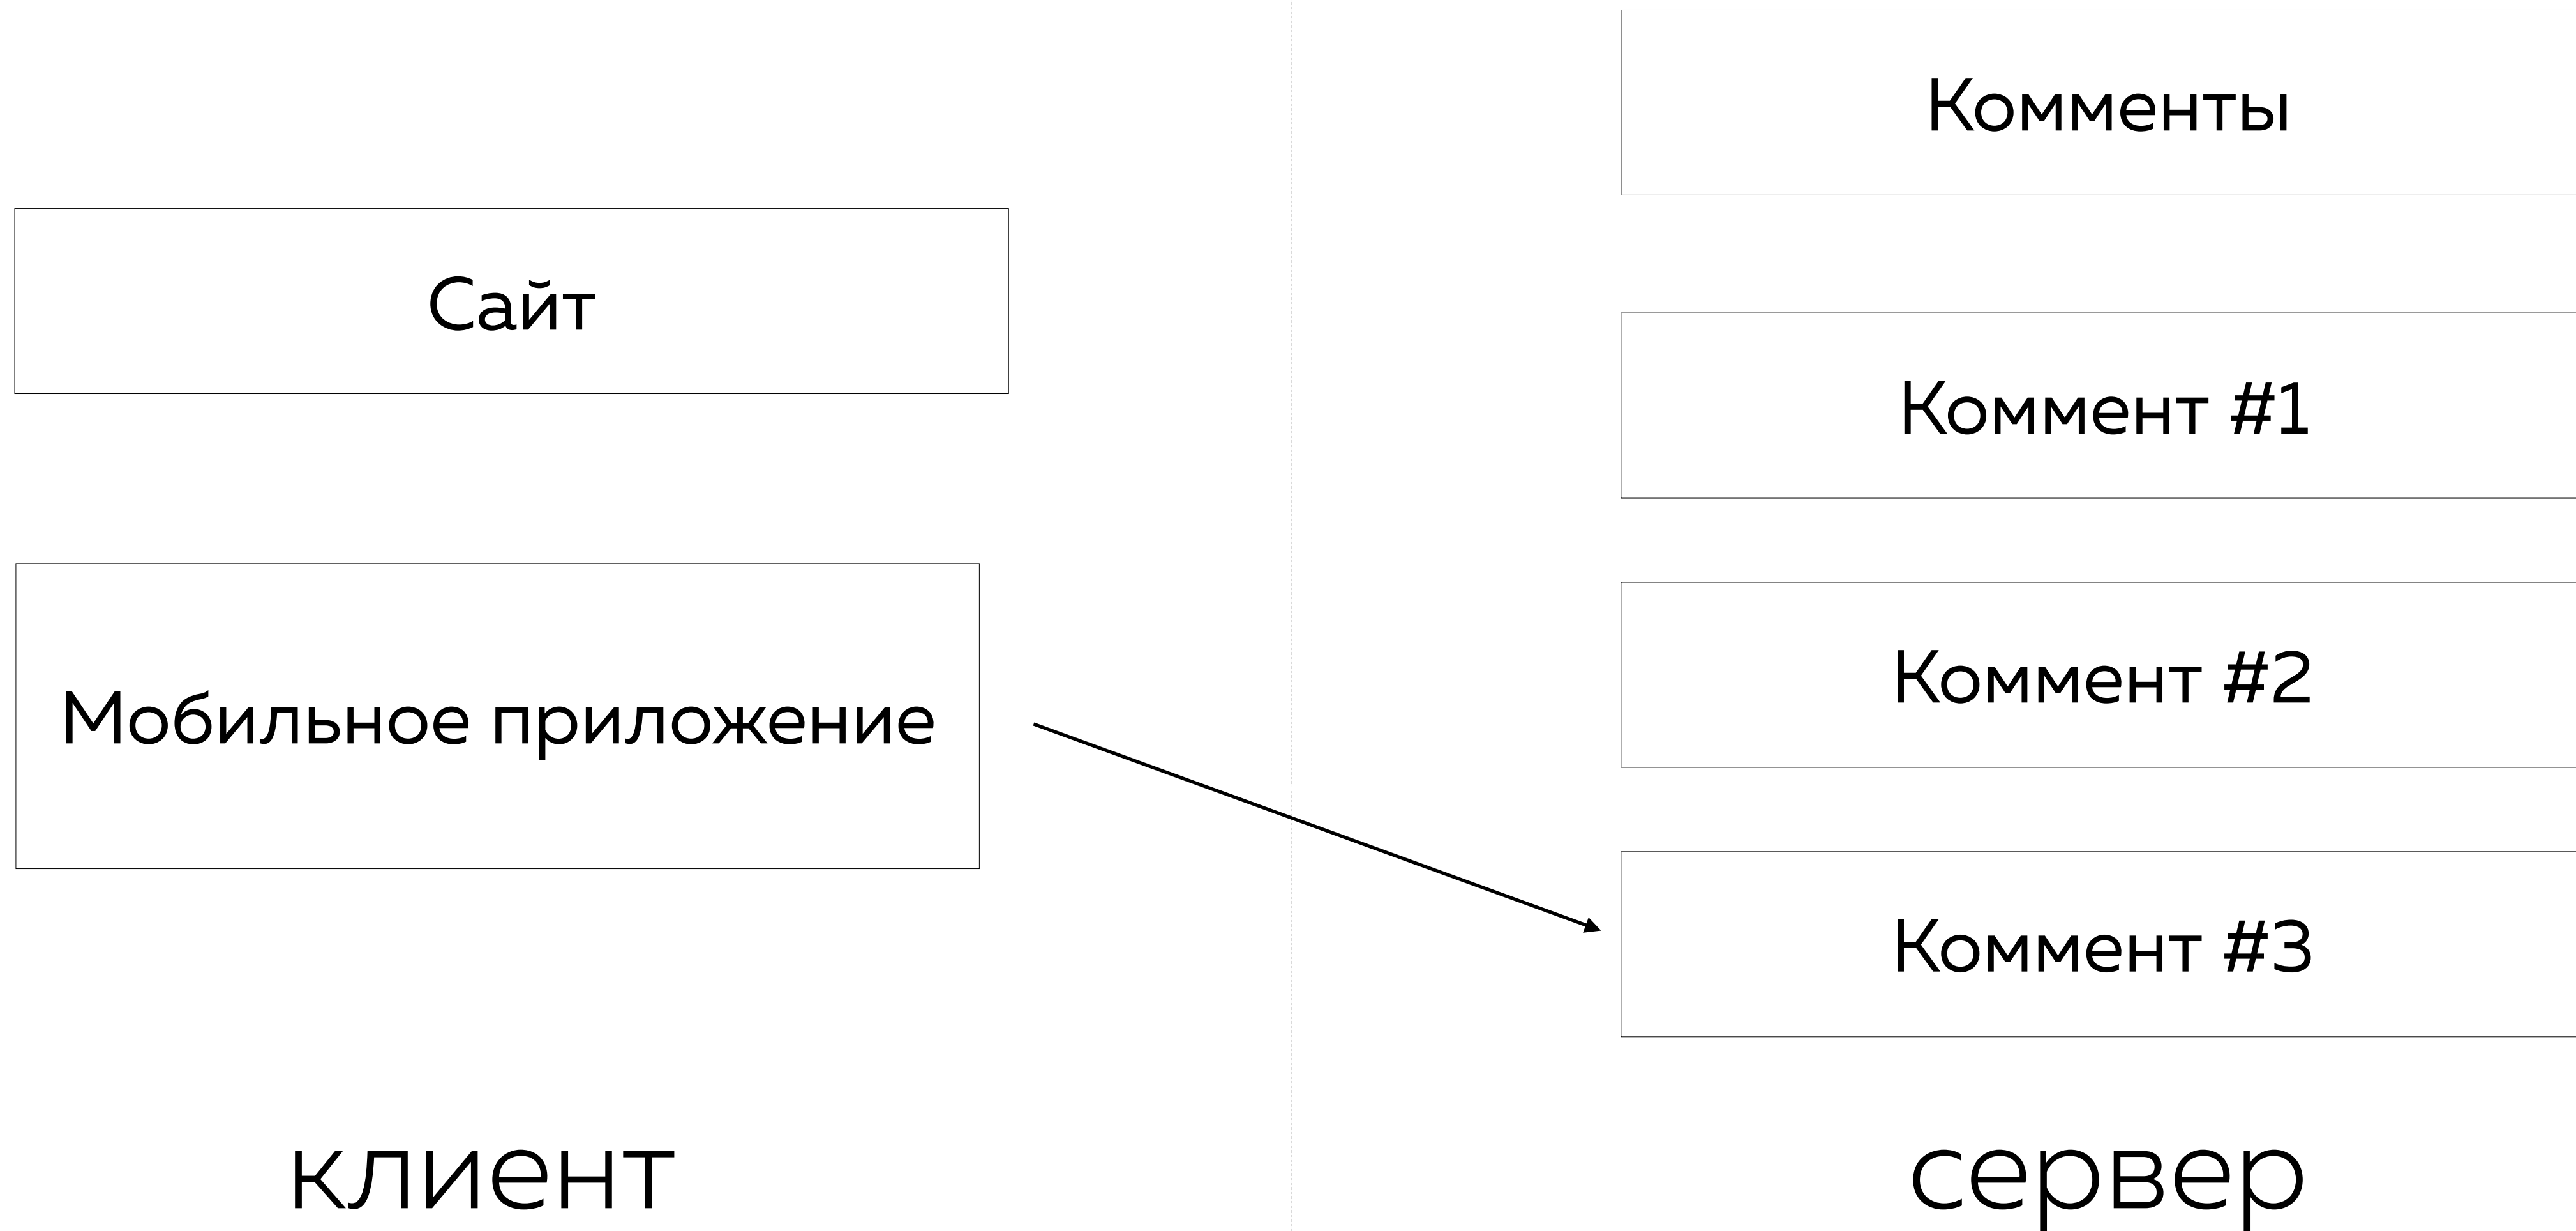 Сайт
Мобильное приложение
клиент
Комменты
Коммент #1
Коммент #2
Коммент #3
сервер